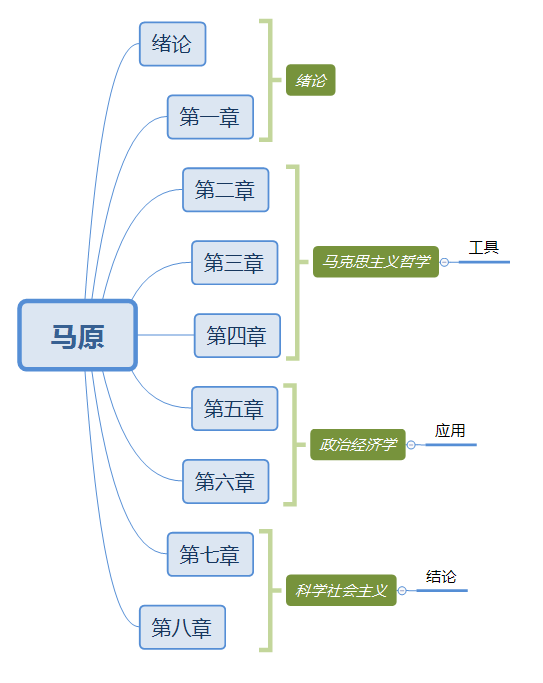 马原
绪论
第一章
绪论
第二章
第三章
第四章
马克思主义哲学
工具
第五章
第六章
政治经济学
应用
第七章
第八章
科学社会主义
结论